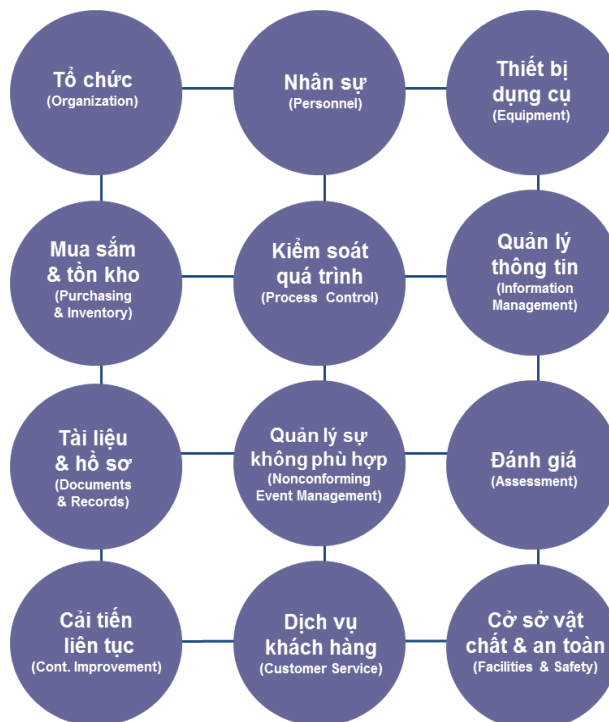 Tổ chức
(Organization)
Nhân sự
(Personnel)
Thiết bị
dụng cụ
(Equipment)
Mua sắm
& tồn kho
(Purchasing
& Inventory)
Kiểm soát
quá trình
(Process Control)
Quản lý
thông tin
(Information
Management)
Tài liệu
& hồ sơ
(Documents
& Records)
Quản lý sự
không phù hợp
(Nonconforming
Event Management)
Đánh giá
(Assessment)
Cải tiến
liên tục
(Cont. Improvement)
Dịch vụ
khách hàng
(Customer Service)
Cở sở vật
chất & an toàn
(Facilities & Safety)